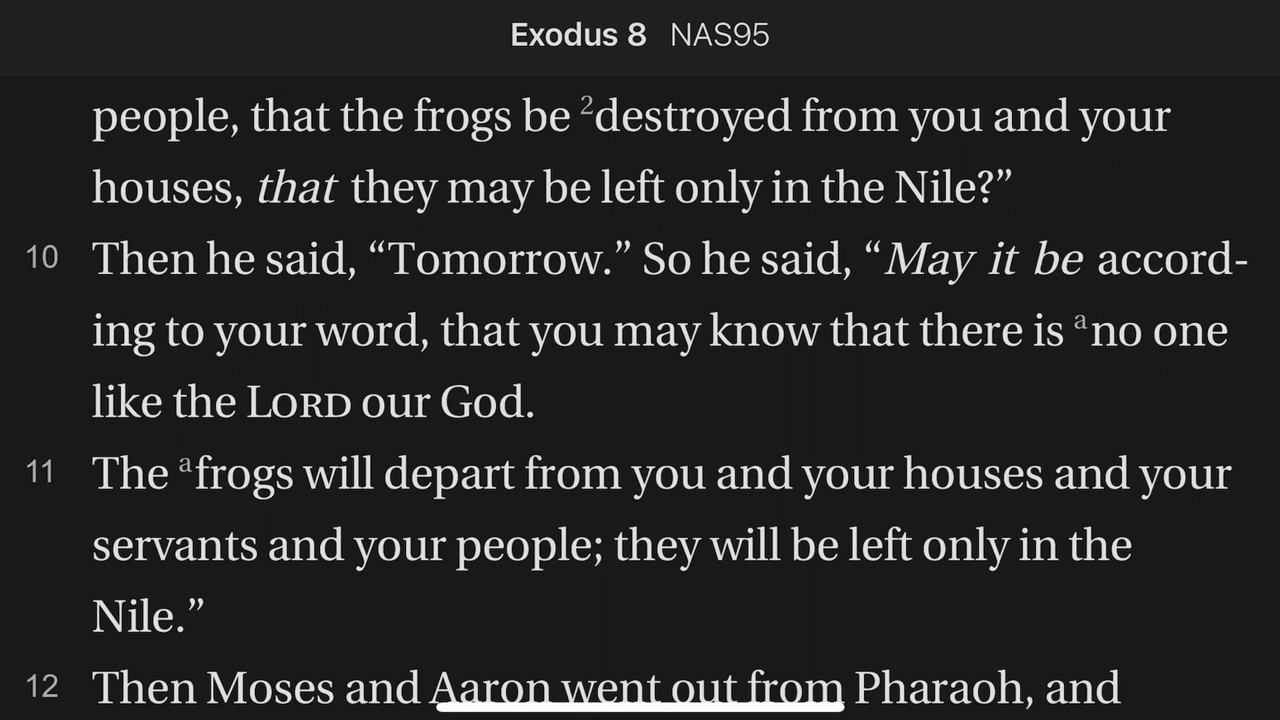 Exodus 8 NAS95
people, that the frogs be 2destroyed from you and your
houses, that they may be left only in the Nile?”
10 Then he said, “Tomorrow.” So he said, “May it be accord-
ing to your word, that you may know that there is a no one
like the LORD our God.
11 The a frogs will depart from you and your houses and your
servants and your people; they will be left only in the
Nile.”
12 Then Moses and Aaron went out from Pharaoh, and